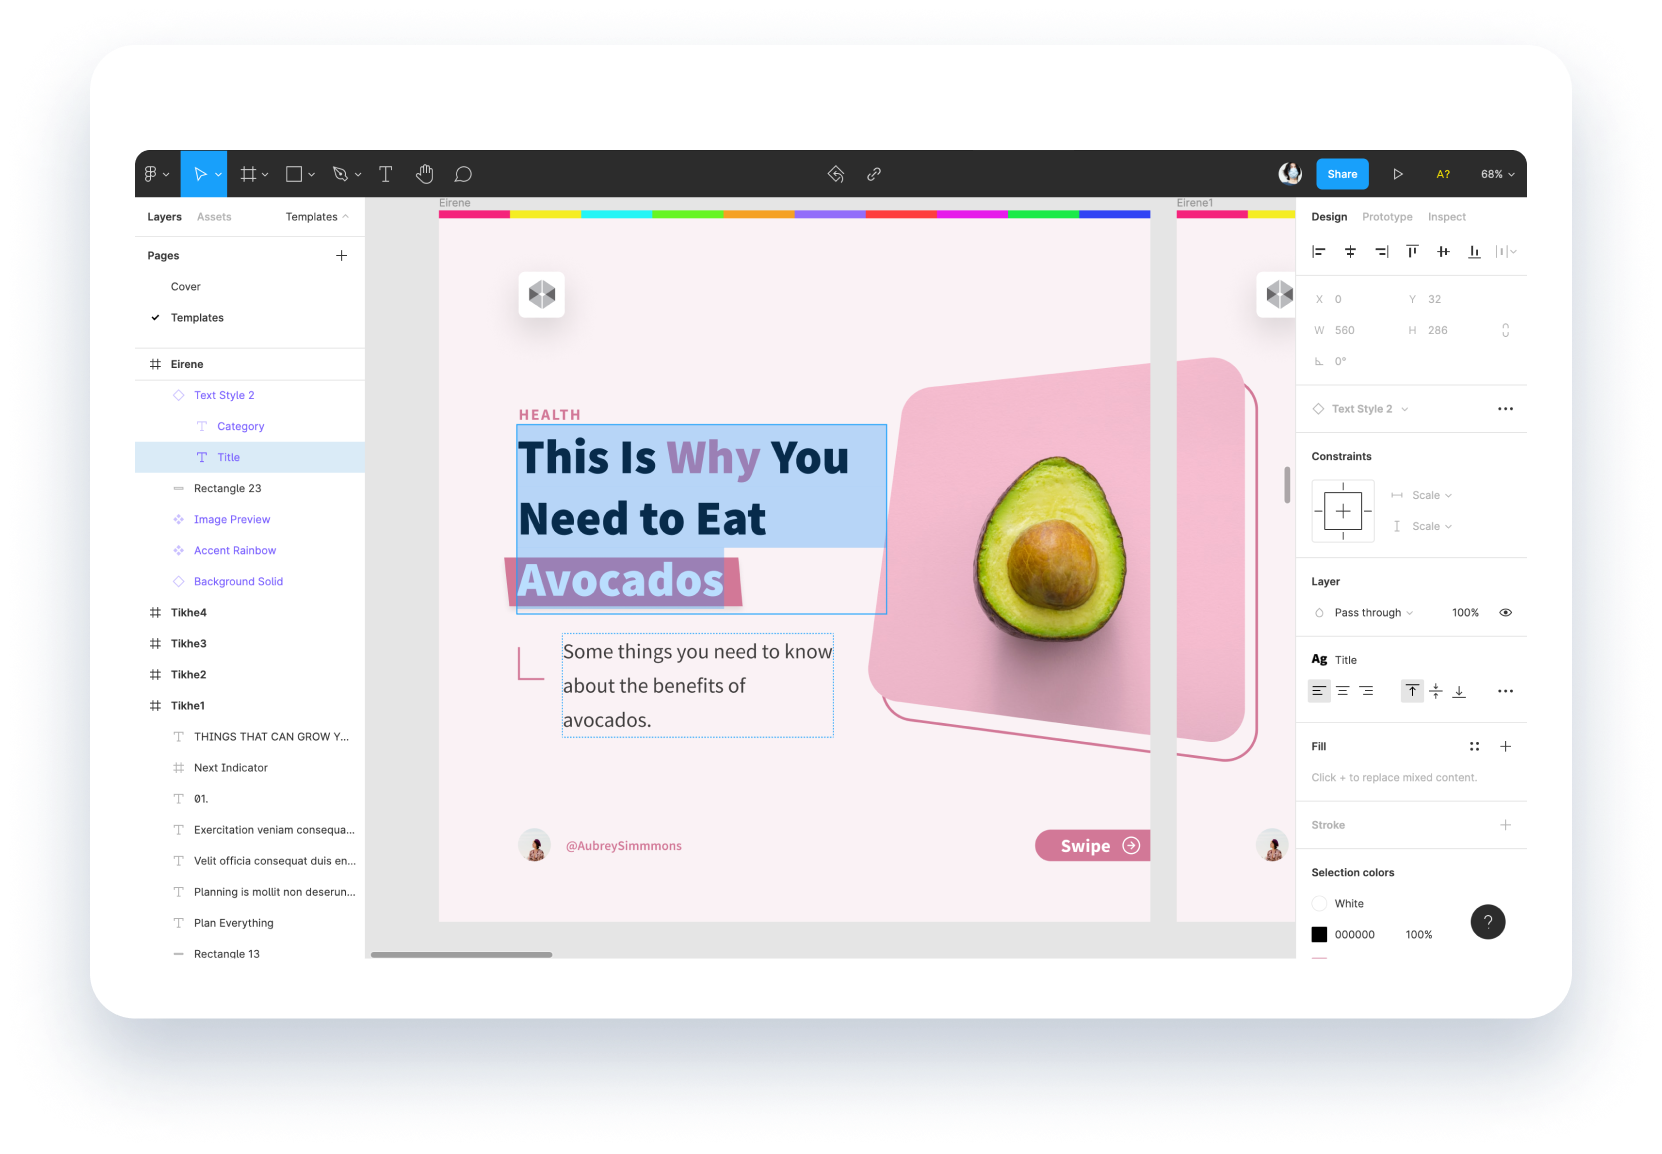 T
A?
Share
68%
Layers
Assets
Templates
Pages
Cover
Templates
Eirene
Text Style 2
T Category
T Title
Rectangle 23
Image Preview
Accent Rainbow
Background Solid
Tikhe4
Tikhe3
Tikhe2
Tikhe1
T THINGS THAT CAN GROW Y...
Next Indicator
T 01.
T Exercitation veniam consequa...
T Velit officia consequat duis en...
T Planning is mollit non deserun...
T Plan Everything
Rectangle 13
Eirene
HEALTH
This Is Why You
Need to Eat
Avocados
Some things you need to know
about the benefits of
avocados.
@AubreySimmmons
Swipe
Eirene1
Design
Prototype
Inspect
X 0
Y 32
W 560
H 286
0°
Text Style 2
Constraints
Scale
Scale
Layer
Pass through
100%
Ag Title
Fill
Click + to replace mixed content.
Stroke
Selection colors
White
000000
100%
?